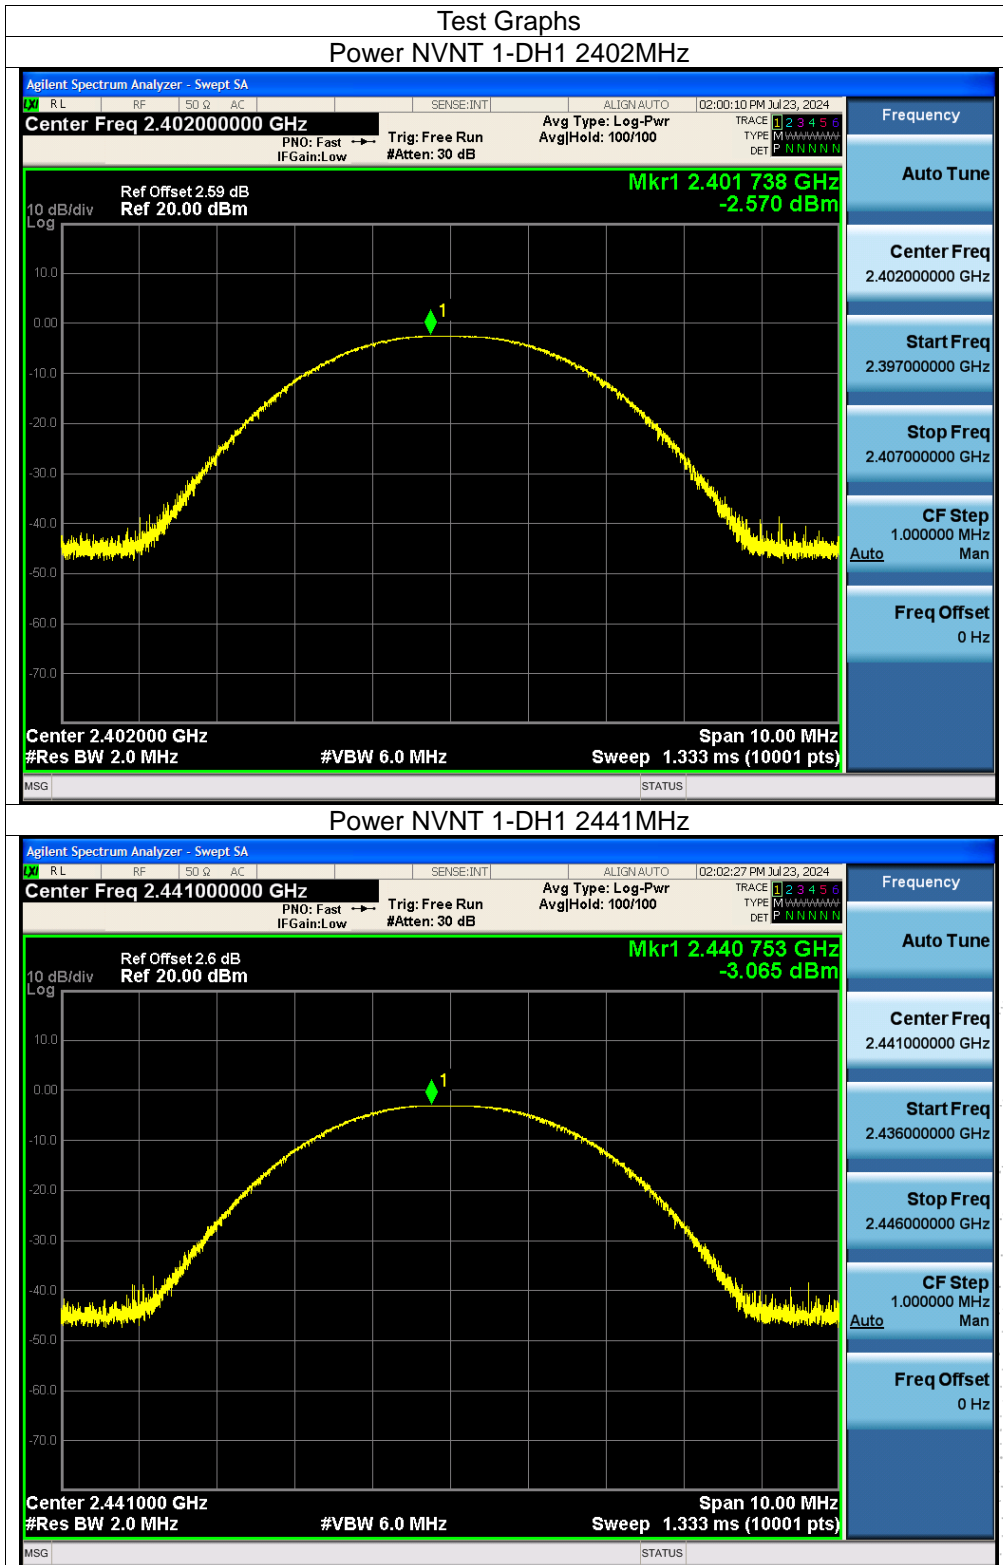 Test Graphs
Power NVNT 1-DH1 2402MHz
Agilent Spectrum Analyzer - Swept SA
LXI RL RF 50 Ω AC SENSE:INT ALIGN AUTO 02:00:10 PM Jul 23, 2024
Center Freq 2.402000000 GHz
PNO: Fast
IFGain:Low
Trig: Free Run
#Atten: 30 dB
Avg Type: Log-Pwr
Avg|Hold: 100/100
TRACE 1 2 3 4 5 6
TYPE M WWWWW
DET P N N N N N
Mkr1 2.401 738 GHz
-2.570 dBm
Ref Offset 2.59 dB
10 dB/div Ref 20.00 dBm
Log
10.0
1
0.00
-10.0
-20.0
-30.0
-40.0
-50.0
-60.0
-70.0
Center 2.402000 GHz Span 10.00 MHz
#Res BW 2.0 MHz #VBW 6.0 MHz Sweep 1.333 ms (10001 pts)
MSG STATUS
Frequency
Auto Tune
Center Freq
2.402000000 GHz
Start Freq
2.397000000 GHz
Stop Freq
2.407000000 GHz
CF Step
1.000000 MHz
Auto Man
Freq Offset
0 Hz
Power NVNT 1-DH1 2441MHz
Agilent Spectrum Analyzer - Swept SA
LXI RL RF 50 Ω AC SENSE:INT ALIGN AUTO 02:02:27 PM Jul 23, 2024
Center Freq 2.441000000 GHz
PNO: Fast
IFGain:Low
Trig: Free Run
#Atten: 30 dB
Avg Type: Log-Pwr
Avg|Hold: 100/100
TRACE 1 2 3 4 5 6
TYPE M WWWWW
DET P N N N N N
Mkr1 2.440 753 GHz
-3.065 dBm
Ref Offset 2.6 dB
10 dB/div Ref 20.00 dBm
Log
10.0
1
0.00
-10.0
-20.0
-30.0
-40.0
-50.0
-60.0
-70.0
Center 2.441000 GHz Span 10.00 MHz
#Res BW 2.0 MHz #VBW 6.0 MHz Sweep 1.333 ms (10001 pts)
MSG STATUS
Frequency
Auto Tune
Center Freq
2.441000000 GHz
Start Freq
2.436000000 GHz
Stop Freq
2.446000000 GHz
CF Step
1.000000 MHz
Auto Man
Freq Offset
0 Hz